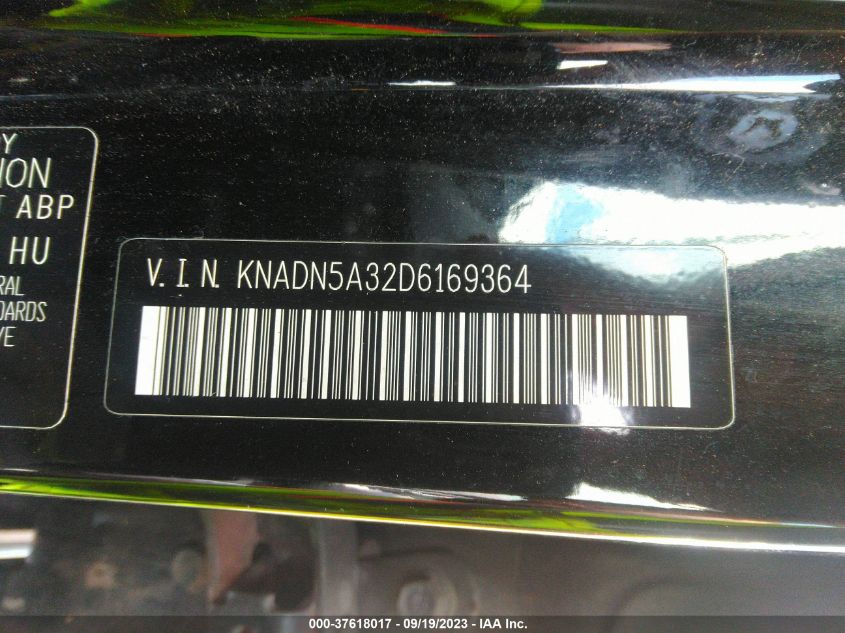 Y
ION
T ABP
HU
RAL
DARDS
VE
V. I. N. KNADN5A32D6169364
000-37618017 - 09/19/2023 - IAA Inc.